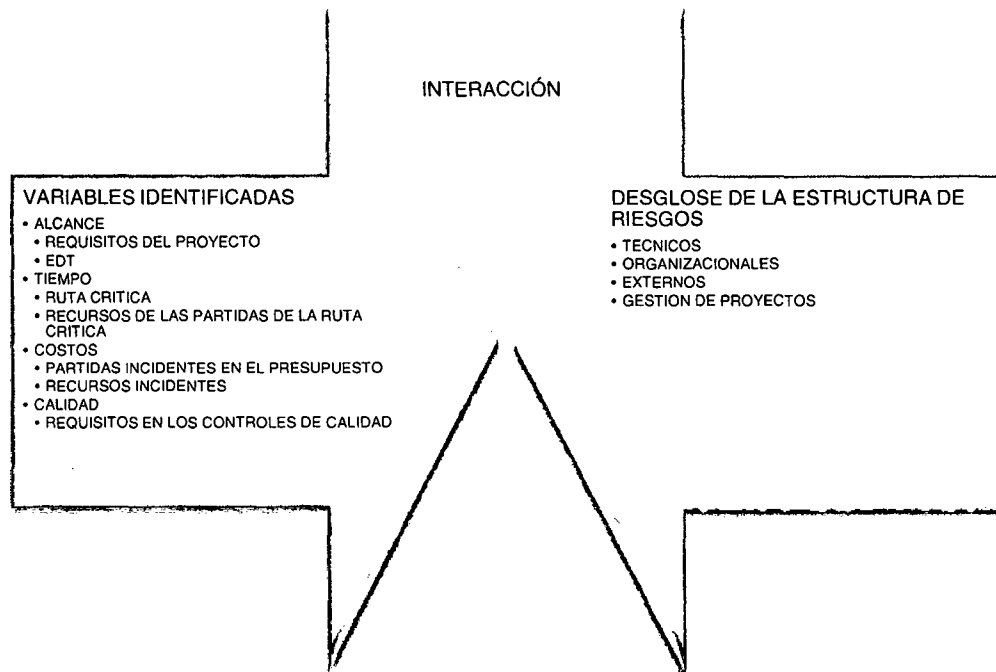 INTERACCIÓN
VARIABLES IDENTIFICADAS
• ALCANCE
• REQUISITOS DEL PROYECTO
• EDT
• TIEMPO
• RUTA CRITICA
• RECURSOS DE LAS PARTIDAS DE LA RUTA
CRITICA
• COSTOS
• PARTIDAS INCIDENTES EN EL PRESUPUESTO
• RECURSOS INCIDENTES
• CALIDAD
• REQUISITOS EN LOS CONTROLES DE CALIDAD
DESGLOSE DE LA ESTRUCTURA DE
RIESGOS
• TECNICOS
• ORGANIZACIONALES
• EXTERNOS
• GESTION DE PROYECTOS